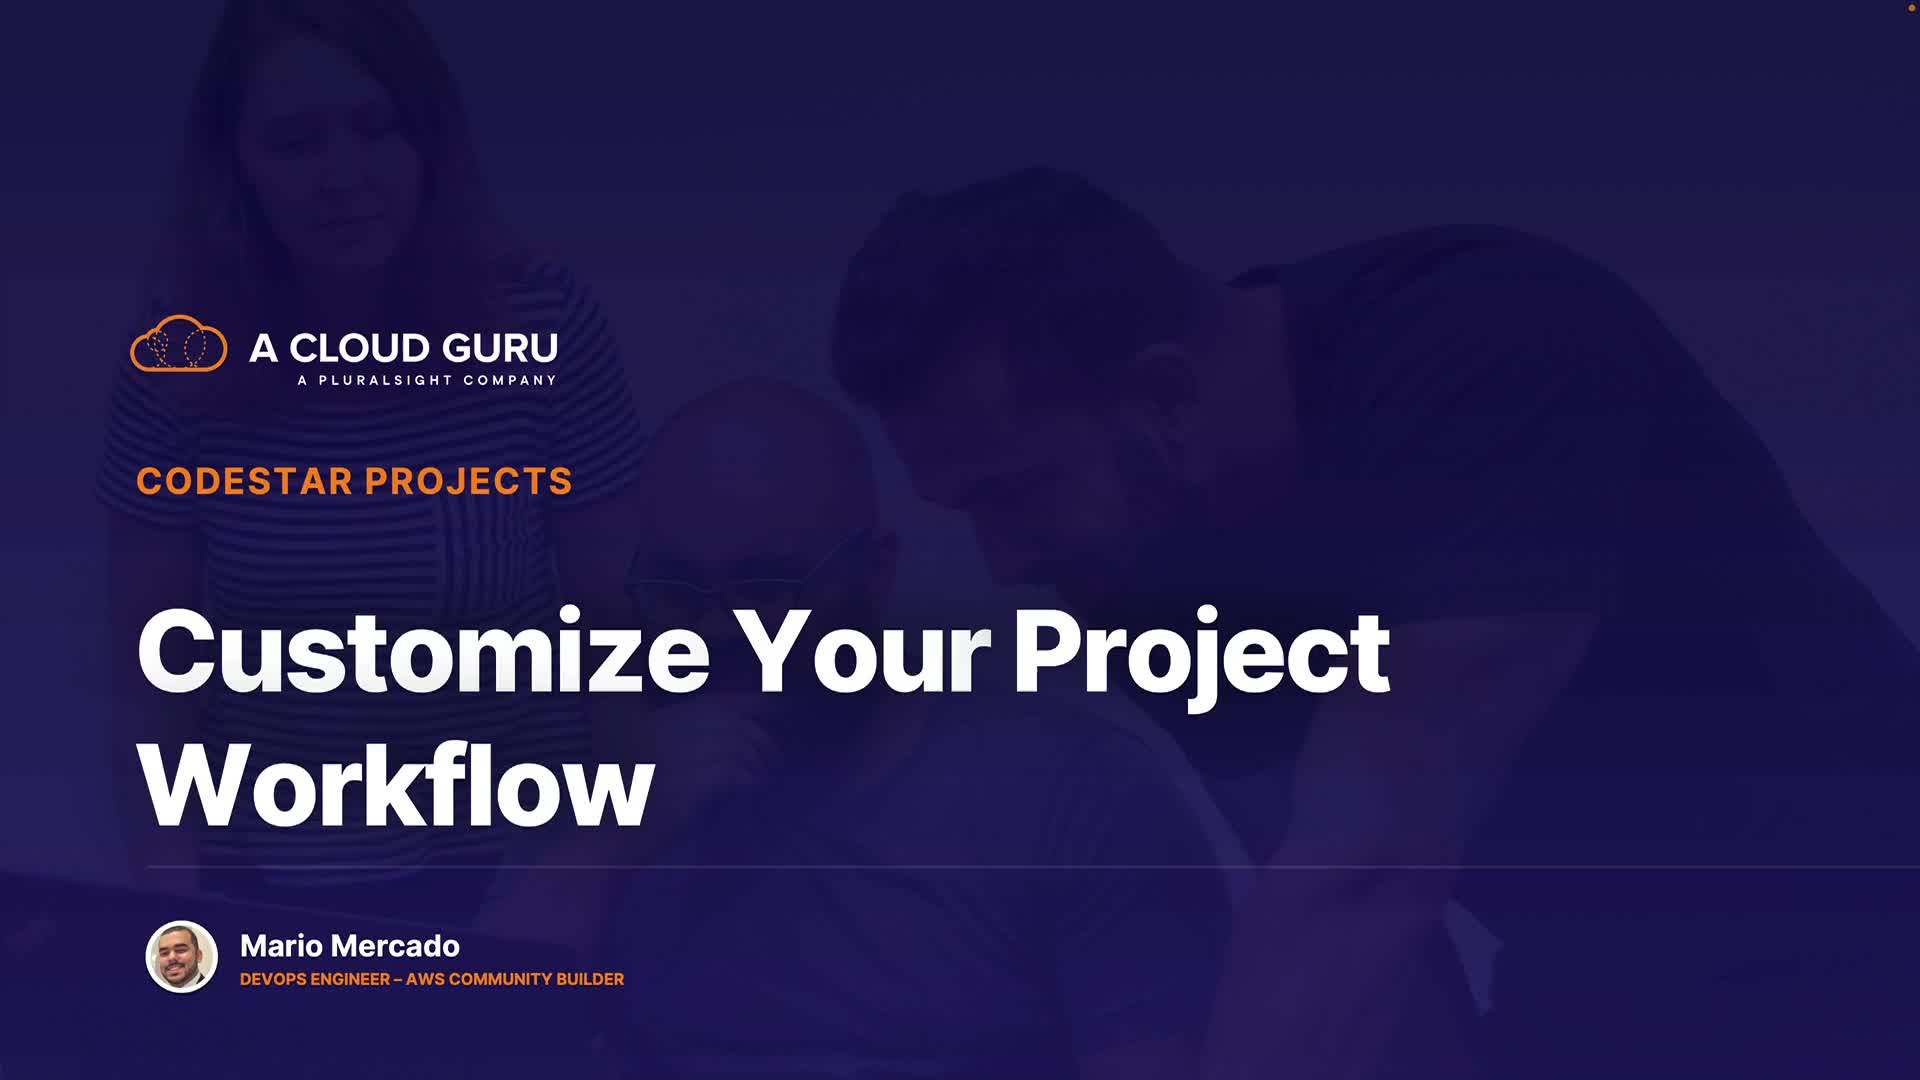 A CLOUD GURU
A PLURALSIGHT COMPANY
CODESTAR PROJECTS
Customize Your Project
Workflow
Mario Mercado
DEVOPS ENGINEER – AWS COMMUNITY BUILDER